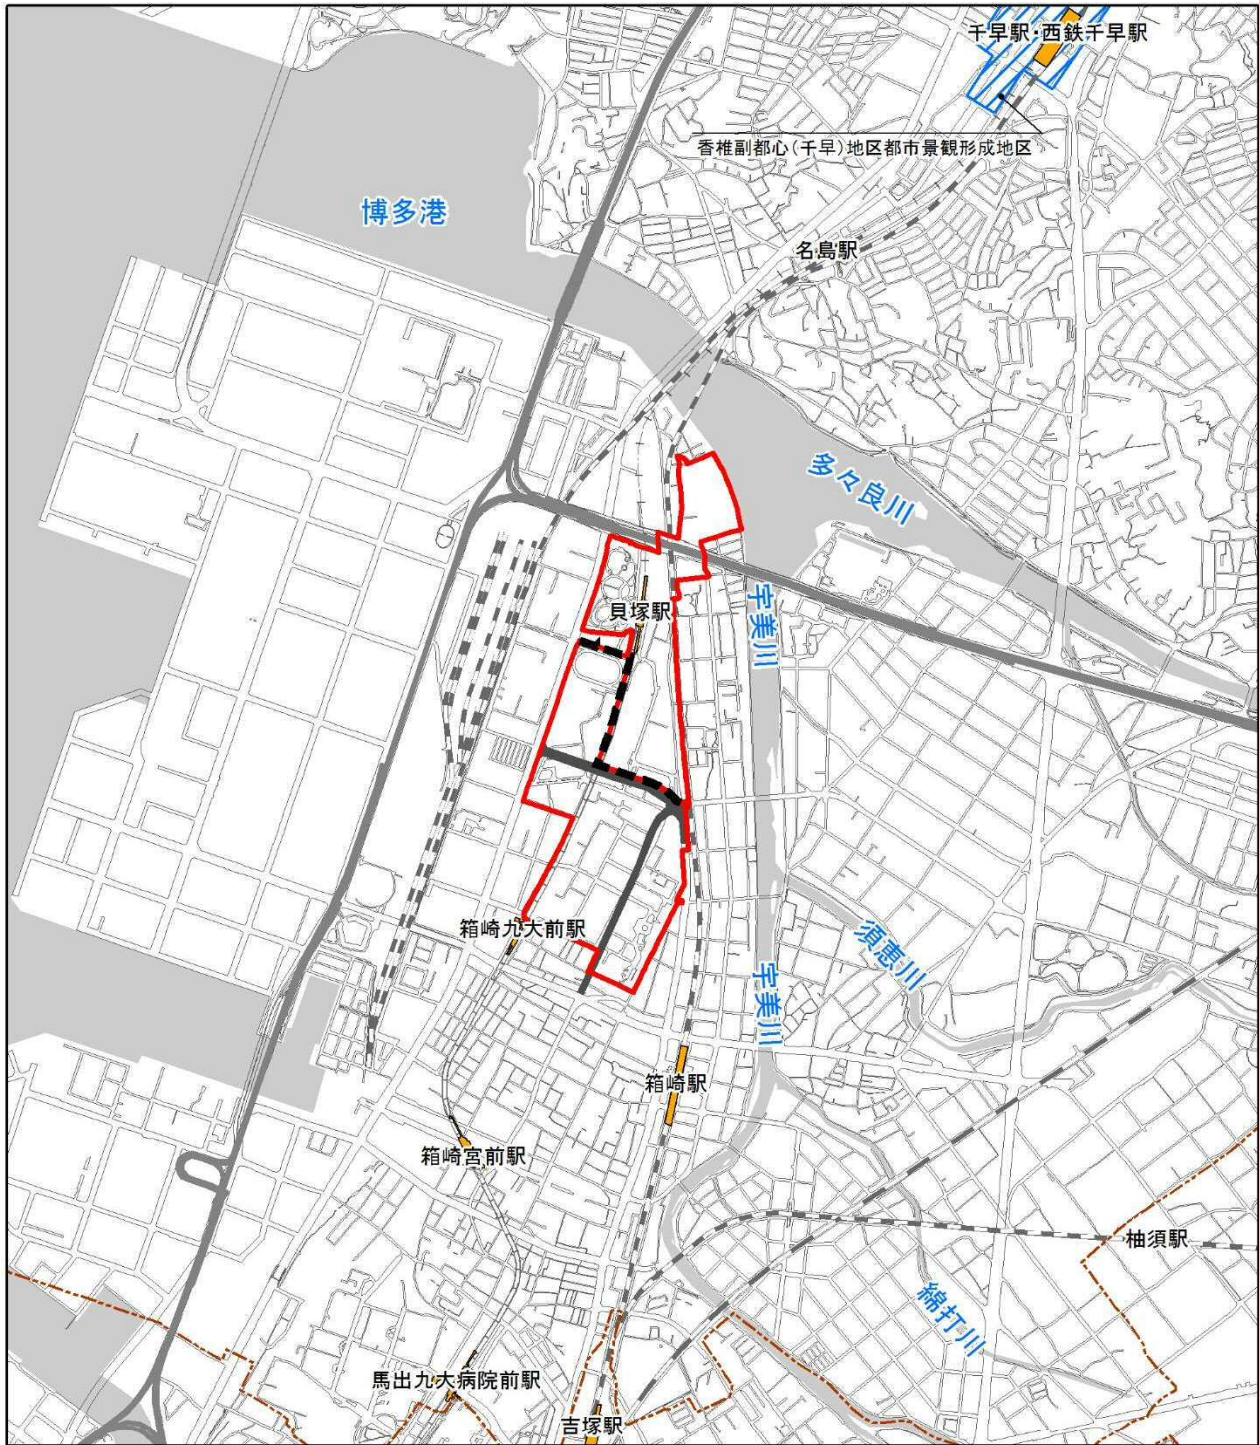 千早駅・西鉄千早駅
香椎副都心（千早）地区都市景観形成地区
博多港
名島駅
多々良川
貝塚駅
宇美川
箱崎九大前駅
須恵川
宇美川
箱崎駅
箱崎宮前駅
柚須駅
綿打川
馬出九大病院前駅
吉塚駅